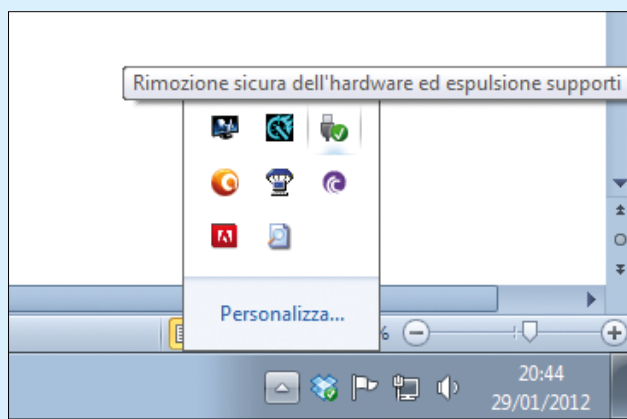 Rimozione sicura dell'hardware ed espulsione supporti
Personalizza...
%
20:44
29/01/2012